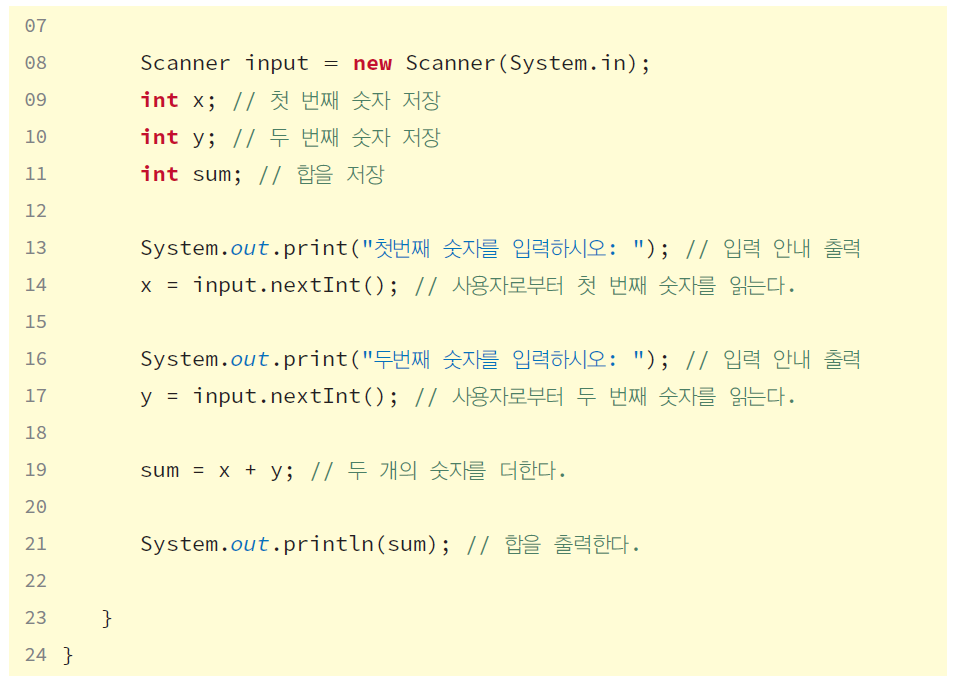 07
08 Scanner input = new Scanner(System.in);
09 int x; // 첫 번째 숫자 저장
10 int y; // 두 번째 숫자 저장
11 int sum; // 합을 저장
12
13 System.out.print("첫번째 숫자를 입력하시오: "); // 입력 안내 출력
14 x = input.nextInt(); // 사용자로부터 첫 번째 숫자를 읽는다.
15
16 System.out.print("두번째 숫자를 입력하시오: "); // 입력 안내 출력
17 y = input.nextInt(); // 사용자로부터 두 번째 숫자를 읽는다.
18
19 sum = x + y; // 두 개의 숫자를 더한다.
20
21 System.out.println(sum); // 합을 출력한다.
22
23 }
24 }